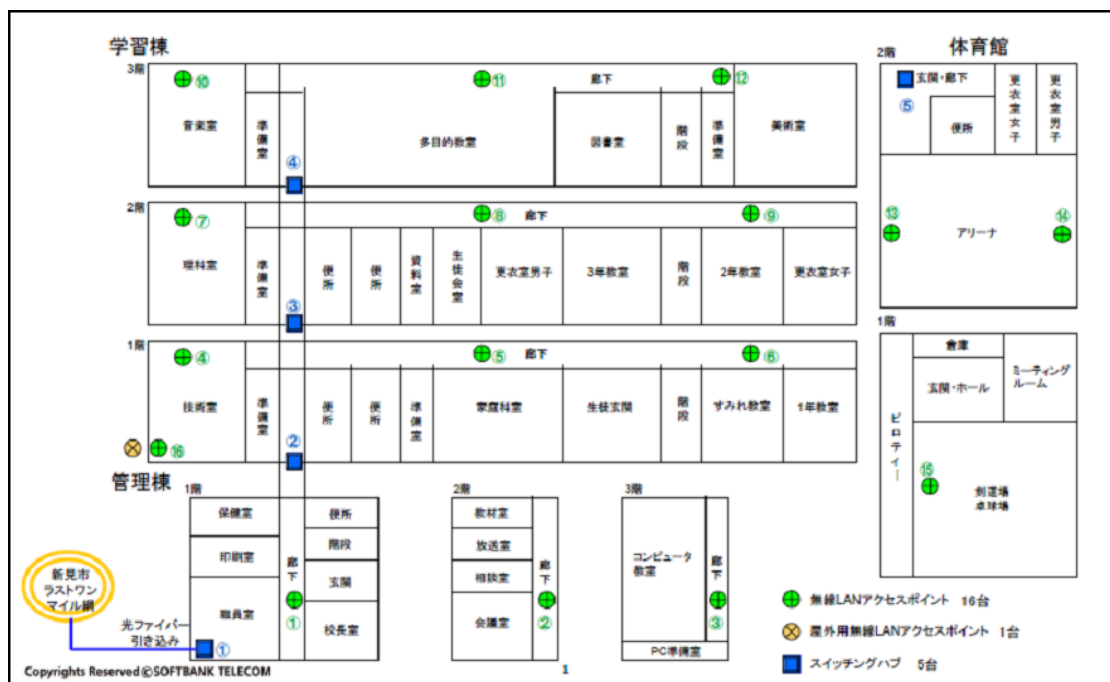 学習棟
体育館
3階
⑩
⑪
廊下
⑫
音楽室
準備室
④
多目的教室
図書室
階段
準備室
美術室
2階
⑦
⑧
廊下
⑨
理科室
準備室
③
便所
便所
資料室
生徒会室
更衣室男子
3年教室
階段
2年教室
更衣室女子
1階
④
⑤
廊下
⑥
技術室
準備室
②
便所
便所
準備室
家庭科室
生徒玄関
階段
すみれ教室
1年教室
⑯
2階
玄関・廊下
⑤
便所
更衣室女子
更衣室男子
⑬
アリーナ
⑭
1階
倉庫
玄関・ホール
ミーティング
ルーム
ピロティー
⑮
剣道場
卓球場
管理棟
1階
保健室
便所
印刷室
階段
廊下
玄関
職員室
①
校長室
①
2階
教材室
放送室
相談室
会議室
廊下
②
3階
コンピュータ
教室
廊下
③
PC準備室
新見市
ラストワン
マイル網
光ファイバー
引き込み
無線LANアクセスポイント 16台
屋外用無線LANアクセスポイント 1台
スイッチングハブ 5台
Copyrights Reserved©SOFTBANK TELECOM
1